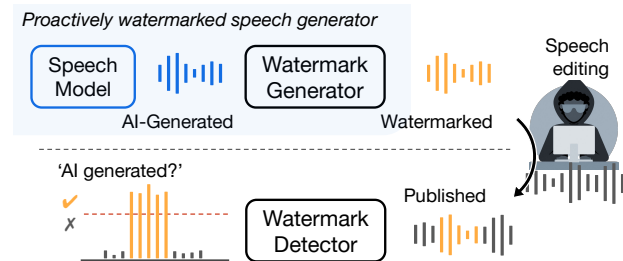 Proactively watermarked speech generator
Speech
Model
Watermark
Generator
Speech
editing
AI-Generated
Watermarked
‘AI generated?’
✓
✗
Published
Watermark
Detector